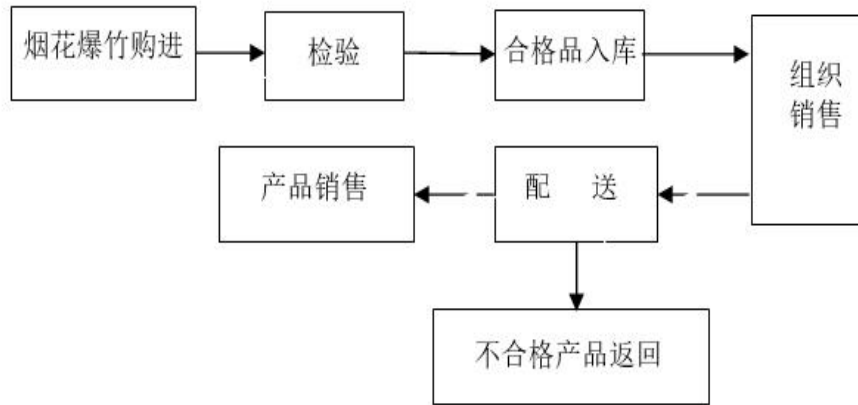 烟花爆竹购进
检验
合格品入库
组织
销售
产品销售
配 送
不合格产品返回